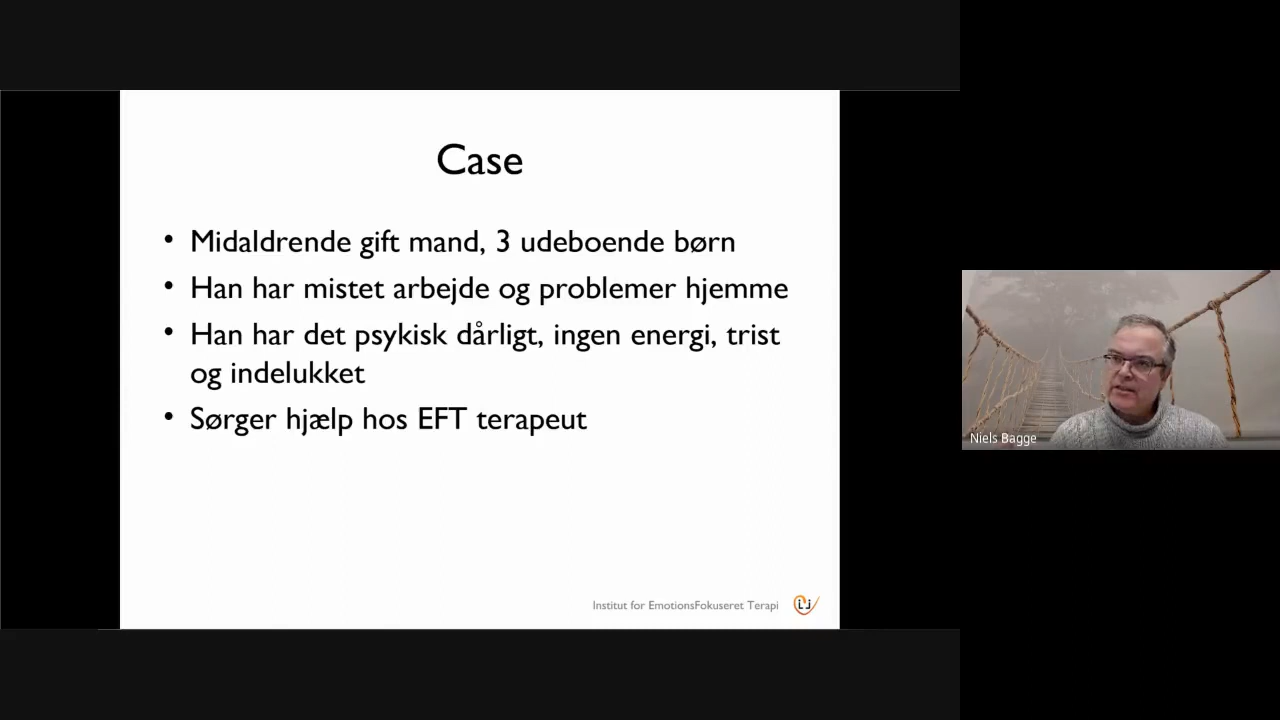 Case
• Midaldrende gift mand, 3 udeboende børn
• Han har mistet arbejde og problemer hjemme
• Han har det psykisk dårligt, ingen energi, trist
og indelukket
• Sørger hjælp hos EFT terapeut
Institut for EmotionsFokuseret Terapi
Niels Bagge